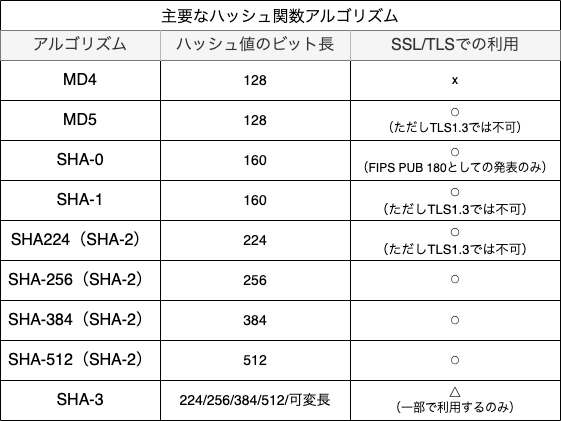 主要なハッシュ関数アルゴリズム
アルゴリズム ハッシュ値のビット長 SSL/TLSでの利用
MD4 128 x
MD5 128 ○
（ただしTLS1.3では不可）
SHA-0 160 ○
（FIPS PUB 180としての発表のみ）
SHA-1 160 ○
（ただしTLS1.3では不可）
SHA224（SHA-2） 224 ○
（ただしTLS1.3では不可）
SHA-256（SHA-2） 256 ○
SHA-384（SHA-2） 384 ○
SHA-512（SHA-2） 512 ○
SHA-3 224/256/384/512/可変長 △
（一部で利用するのみ）